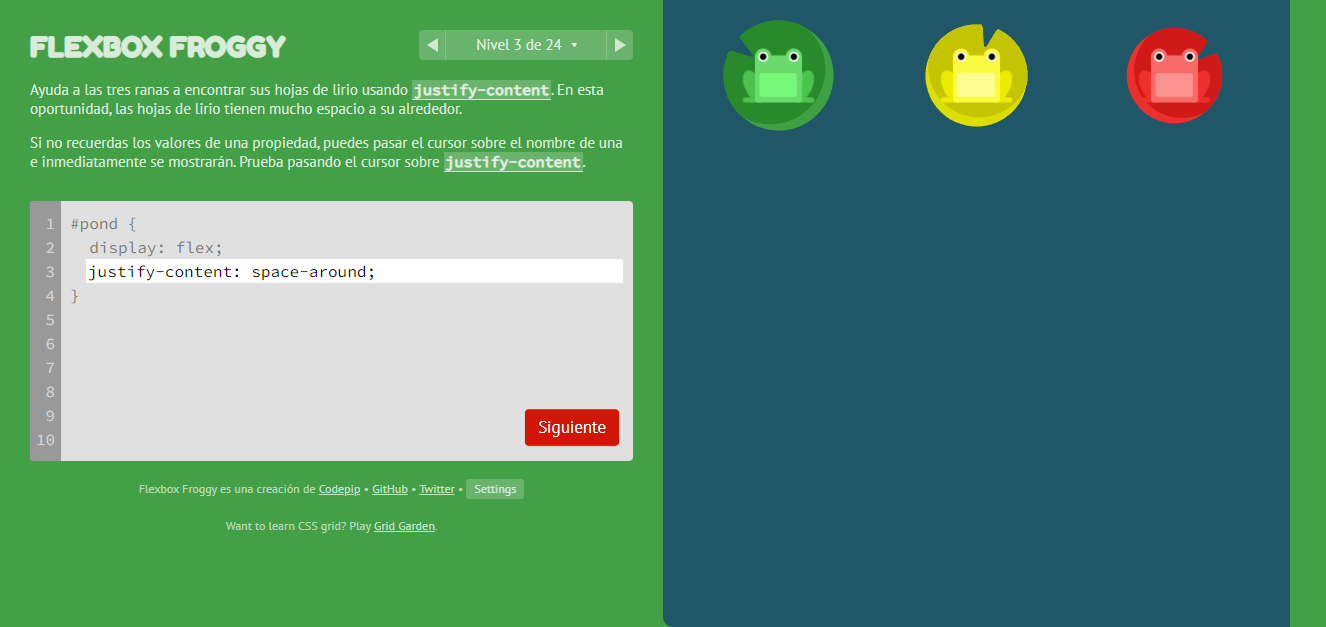 FLEXBOX FROGGY
Nivel 3 de 24
Ayuda a las tres ranas a encontrar sus hojas de lirio usando justify-content. En esta
oportunidad, las hojas de lirio tienen mucho espacio a su alrededor.
Si no recuerdas los valores de una propiedad, puedes pasar el cursor sobre el nombre de una
e inmediatamente se mostrarán. Prueba pasando el cursor sobre justify-content.
1 #pond {
2 display: flex;
3 justify-content: space-around;
4 }
5
6
7
8
9
10
Siguiente
Flexbox Froggy es una creación de Codepip • GitHub • Twitter • Settings
Want to learn CSS grid? Play Grid Garden.